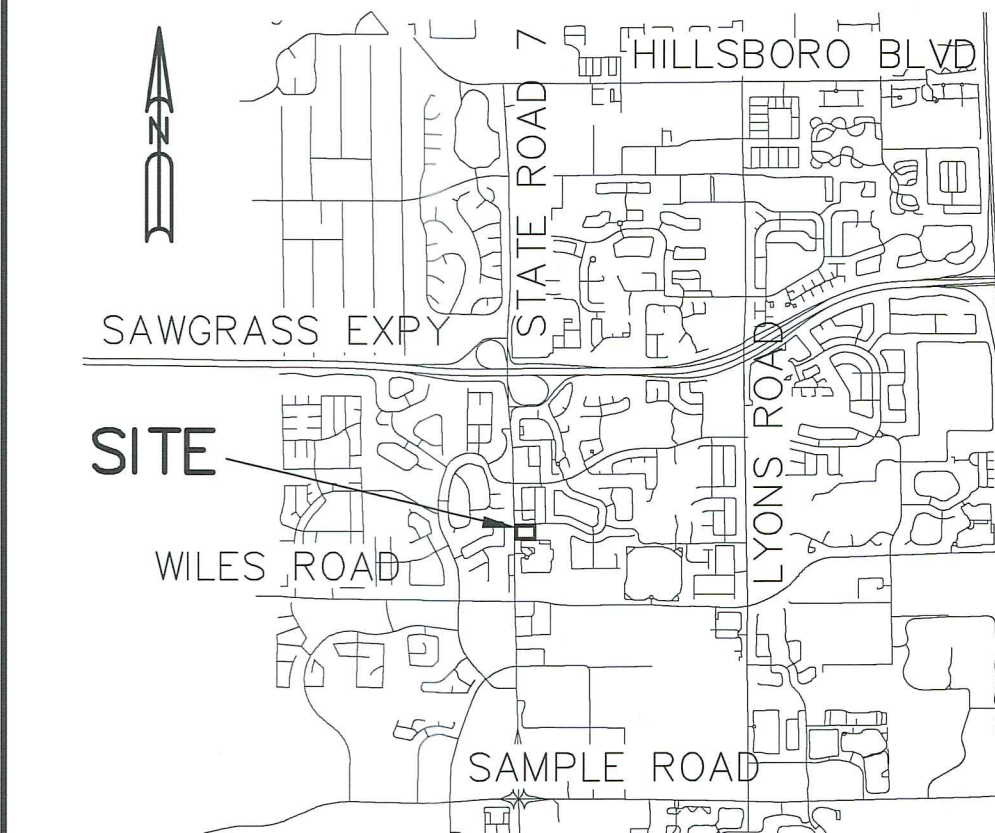 HILLSBORO BLVD
STATE ROAD 7
N
SAWGRASS EXPY
LYONS ROAD
SITE
WILES ROAD
SAMPLE ROAD